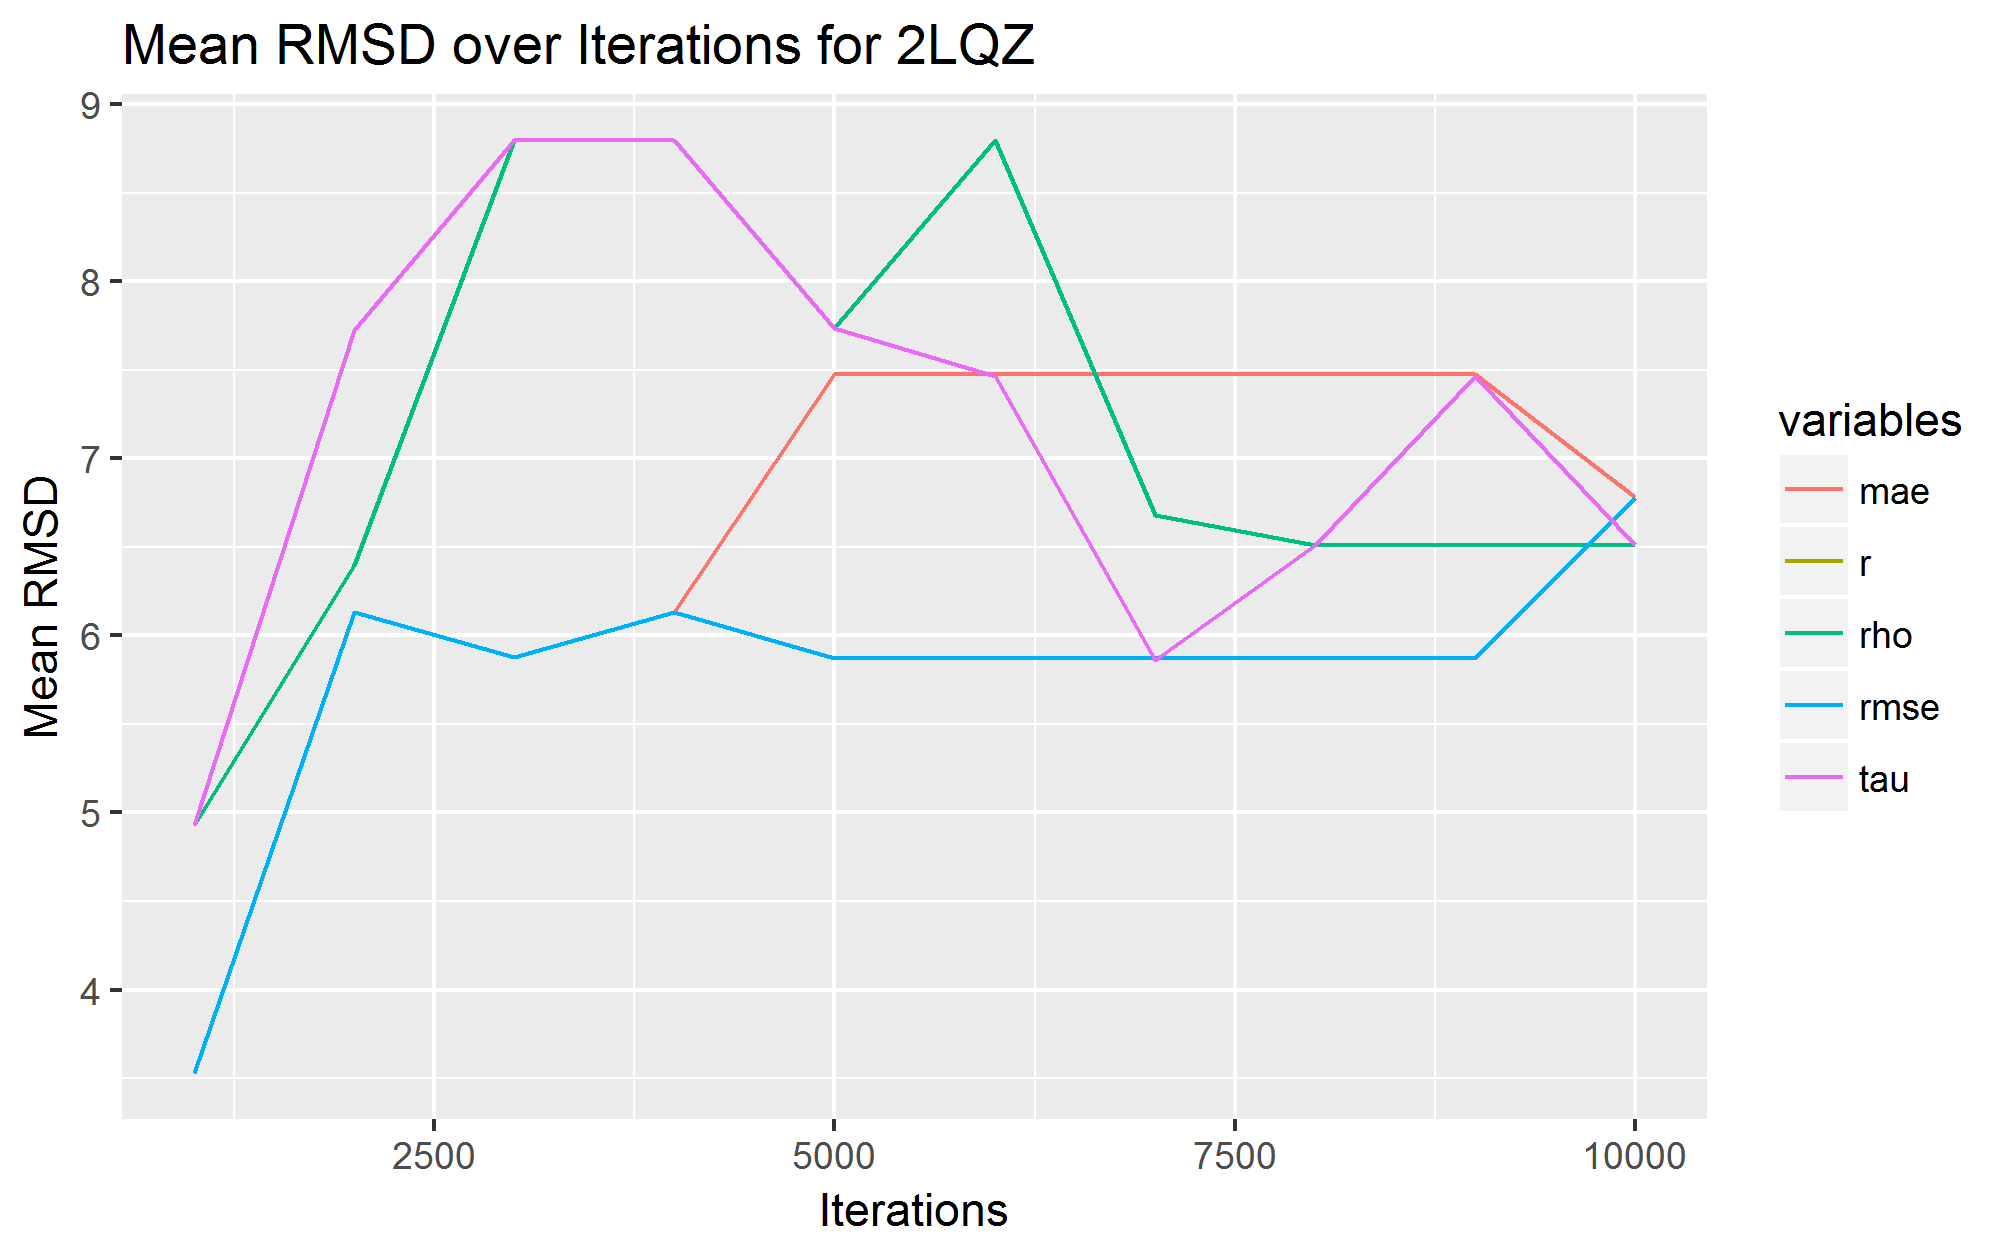 Mean RMSD over Iterations for 2LQZ
9
8
7
6
5
4
Mean RMSD
2500 5000 7500 10000
Iterations
variables
mae
r
rho
rmse
tau